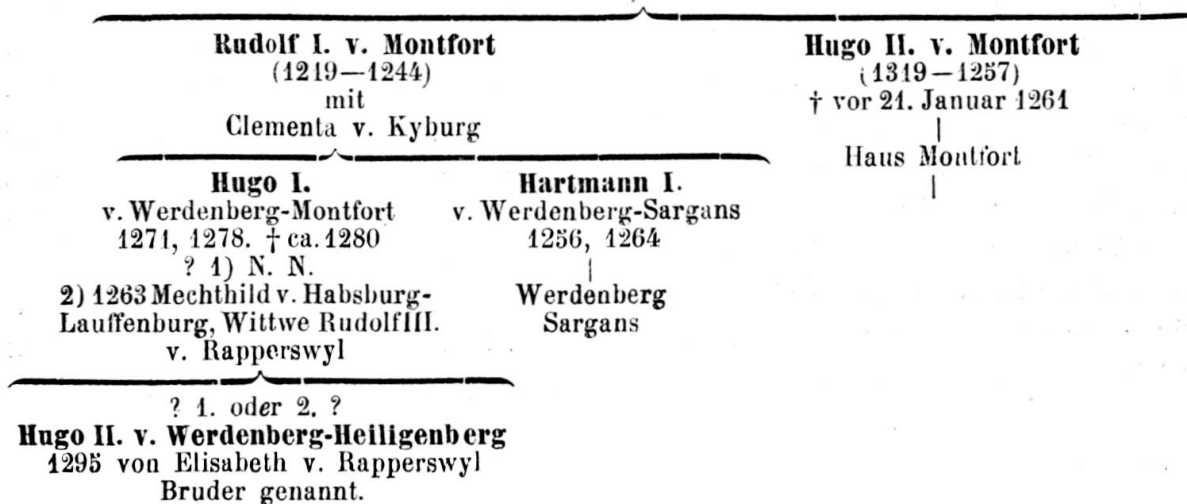 Rudolf I. v. Montfort
(1219—1244)
mit
Clementa v. Kyburg
Hugo II. v. Montfort
(1319—1257)
† vor 21. Januar 1261
Haus Montfort
Hugo I.
v. Werdenberg-Montfort
1271, 1278. † ca. 1280
? 1) N. N.
2) 1263 Mechthild v. Habsburg-
Lauffenburg, Wittwe Rudolf III.
v. Rapperswyl
Hartmann I.
v. Werdenberg-Sargans
1256, 1264
Werdenberg
Sargans
? 1. oder 2. ?
Hugo II. v. Werdenberg-Heiligenberg
1295 von Elisabeth v. Rapperswyl
Bruder genannt.